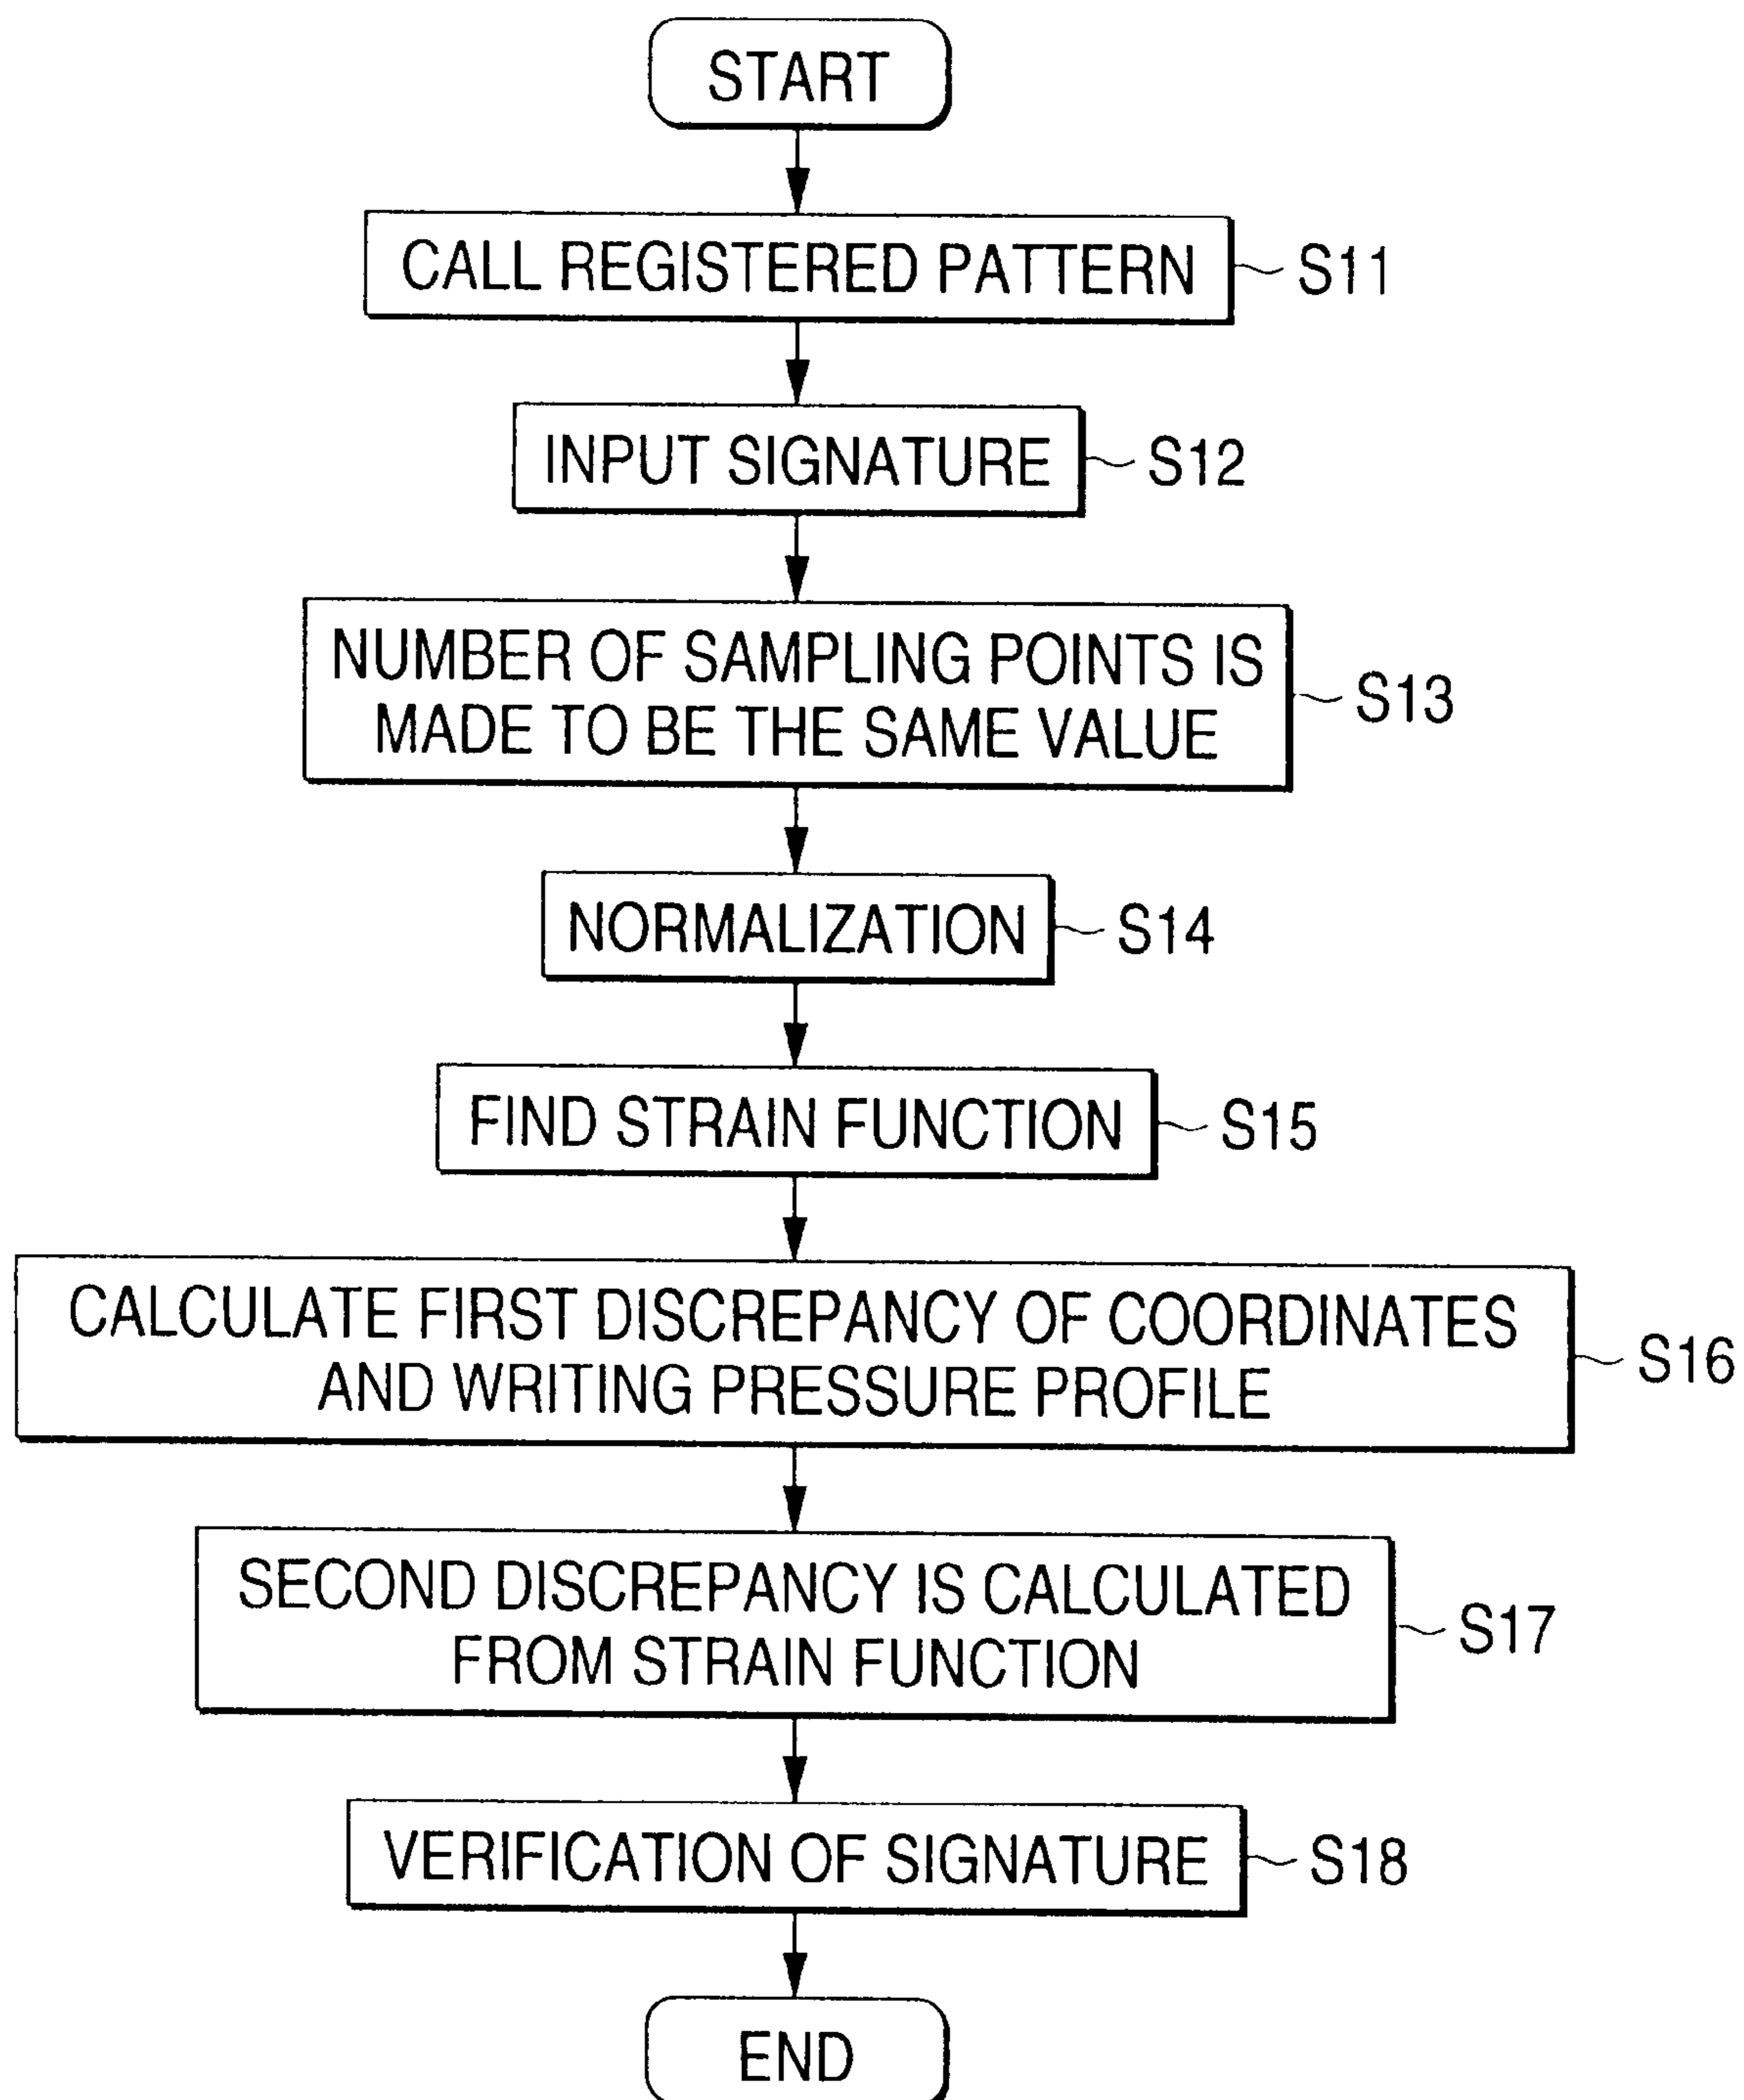 START
CALL REGISTERED PATTERN
S11
INPUT SIGNATURE
S12
NUMBER OF SAMPLING POINTS IS
MADE TO BE THE SAME VALUE
S13
NORMALIZATION
S14
FIND STRAIN FUNCTION
S15
CALCULATE FIRST DISCREPANCY OF COORDINATES
AND WRITING PRESSURE PROFILE
S16
SECOND DISCREPANCY IS CALCULATED
FROM STRAIN FUNCTION
S17
VERIFICATION OF SIGNATURE
S18
END